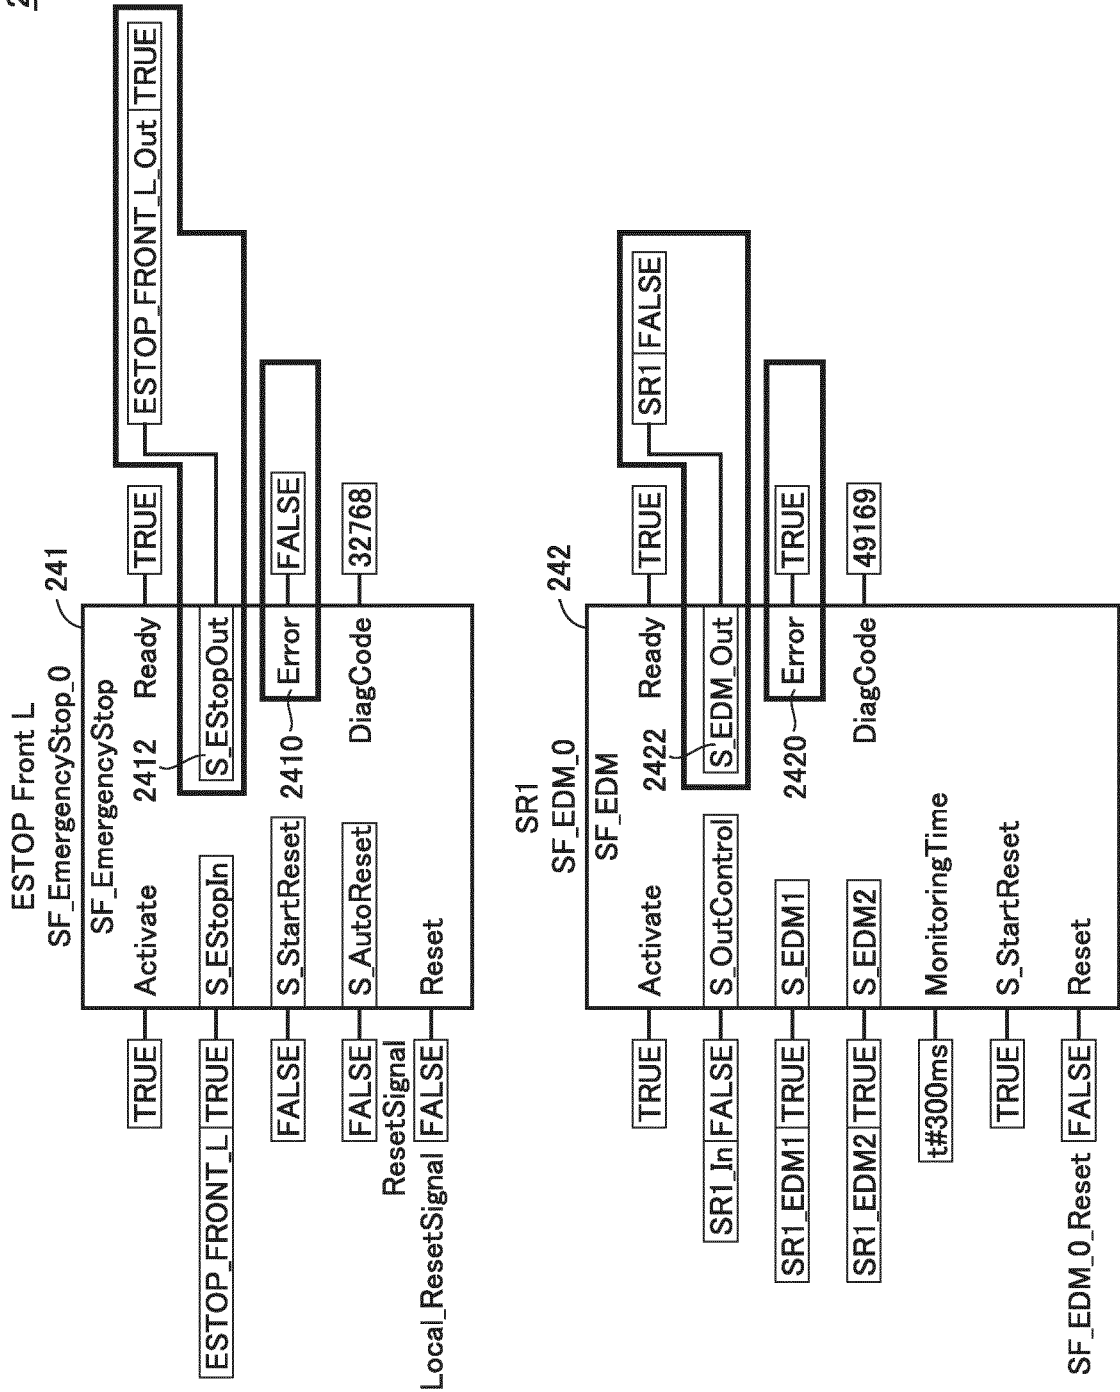 2
ESTOP Front L
SF_EmergencyStop_0
241
SF_EmergencyStop
TRUE Activate Ready TRUE
2412
ESTOP_FRONT_L TRUE S_EStopIn S_EStopOut ESTOP_FRONT_L_Out TRUE
FALSE S_StartReset 2410 Error FALSE
FALSE S_AutoReset DiagCode 32768
ResetSignal
Local_ResetSignal FALSE Reset
SR1
SF_EDM_0
242
SF_EDM
TRUE Activate Ready TRUE
2422
SR1_In FALSE S_OutControl S_EDM_Out SR1 FALSE
SR1_EDM1 TRUE S_EDM1 2420 Error TRUE
SR1_EDM2 TRUE S_EDM2 DiagCode 49169
t#300ms MonitoringTime
TRUE S_StartReset
SF_EDM_0_Reset FALSE Reset